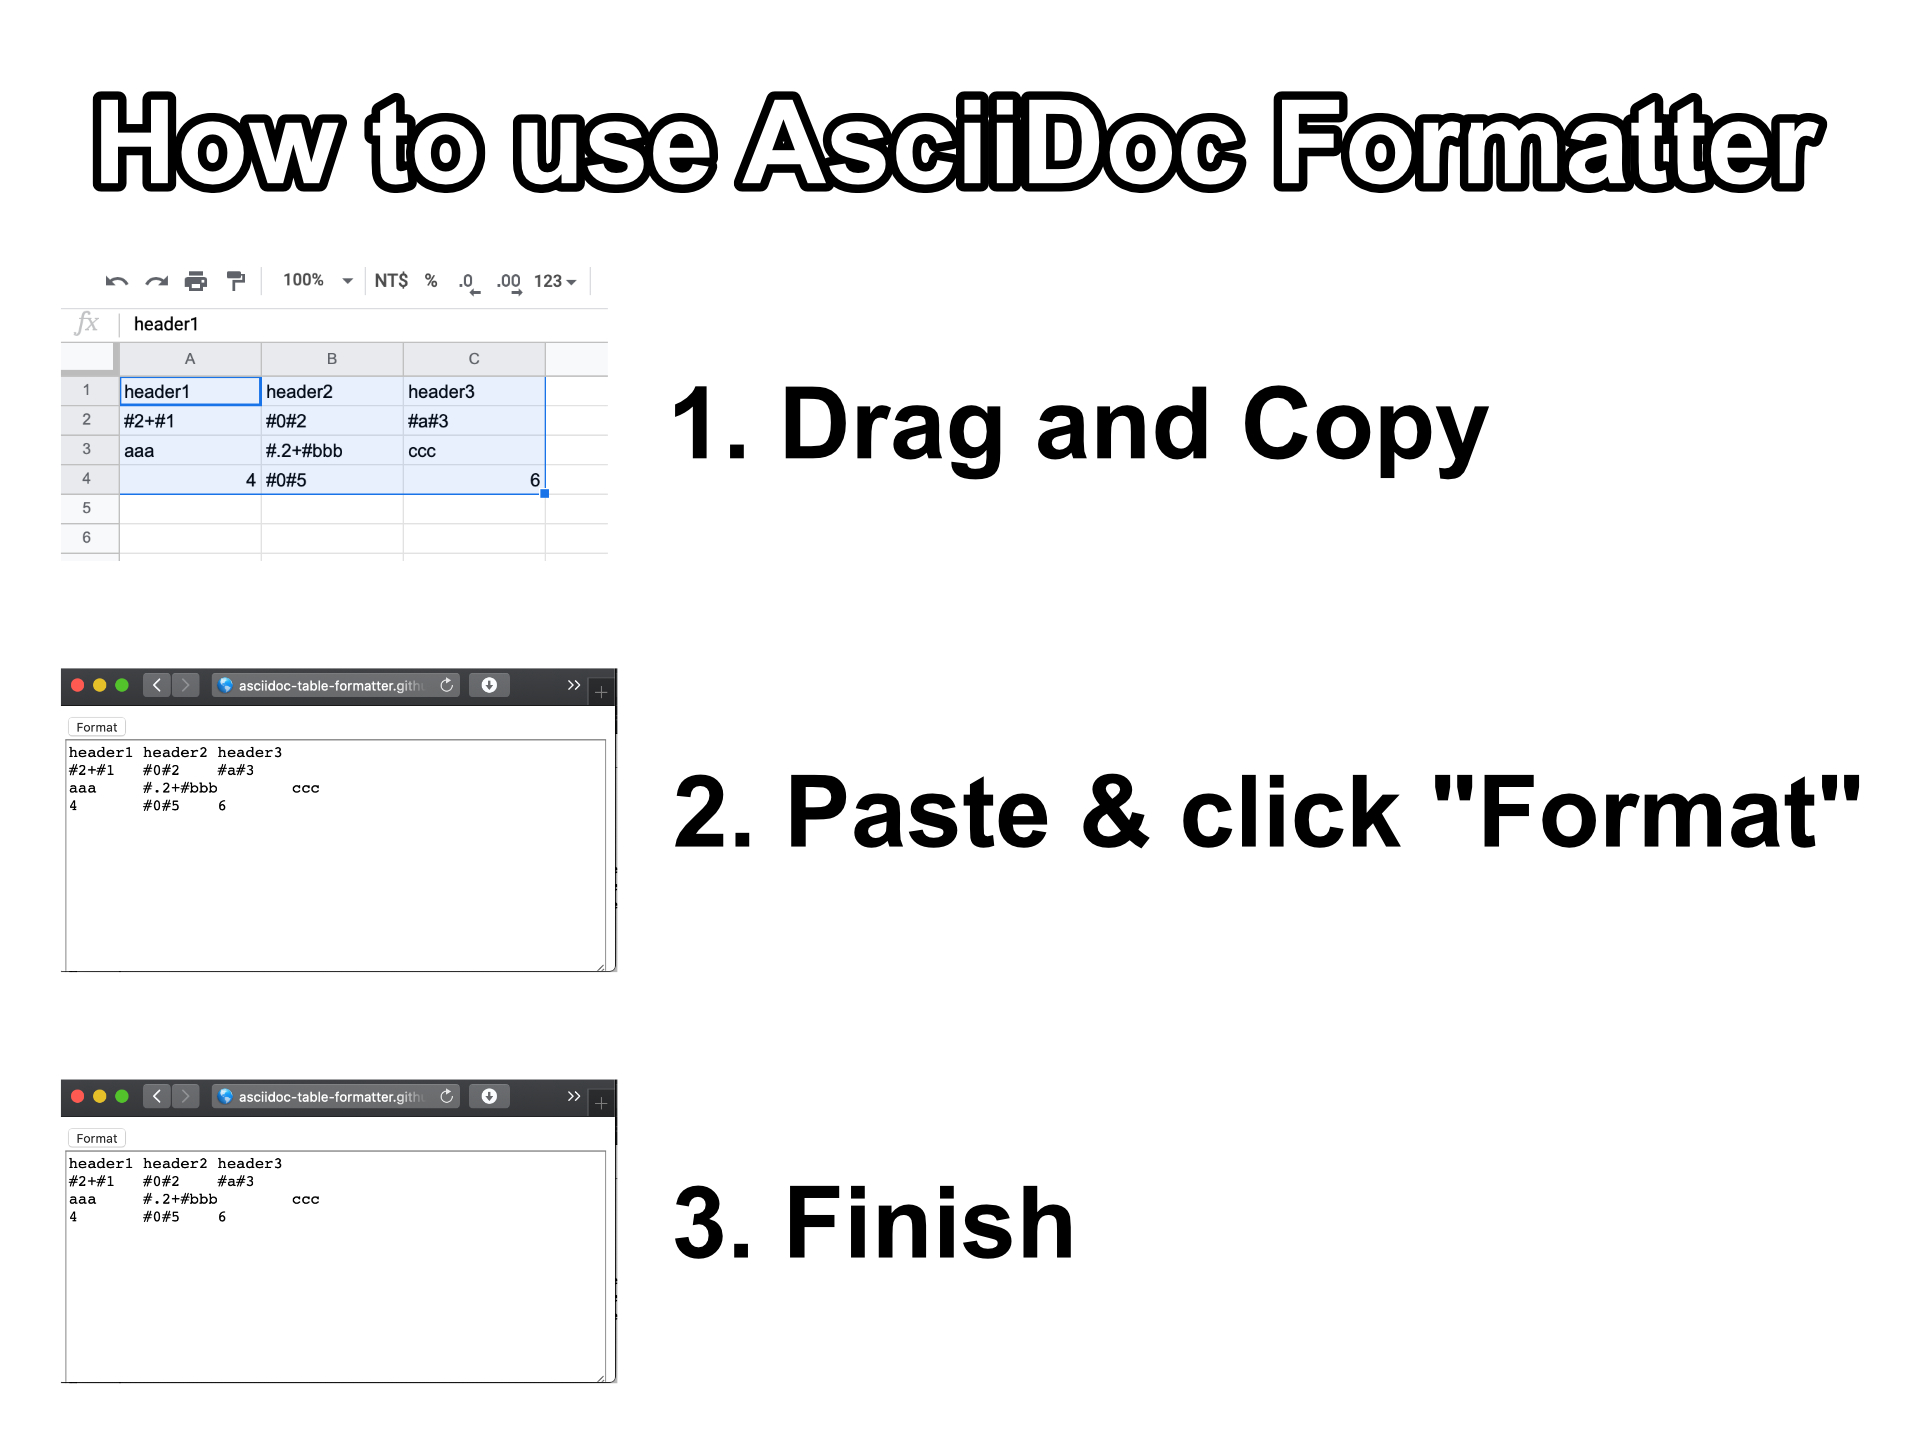 How to use AsciiDoc Formatter
100% NT$ % .0 .00 123
fx header1
A B C
1 header1 header2 header3
2 #2+#1 #0#2 #a#3
3 aaa #.2+#bbb ccc
4 4 #0#5 6
5
6
1. Drag and Copy
asciidoc-table-formatter.gith
Format
header1 header2 header3
#2+#1 #0#2 #a#3
aaa #.2+#bbb ccc
4 #0#5 6
2. Paste & click "Format"
asciidoc-table-formatter.gith
Format
header1 header2 header3
#2+#1 #0#2 #a#3
aaa #.2+#bbb ccc
4 #0#5 6
3. Finish